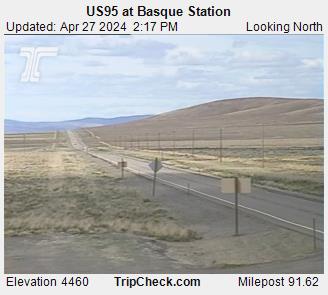 US95 at Basque Station
Updated: Apr 27 2024 2:17 PM Looking North
Elevation 4460 TripCheck.com Milepost 91.62